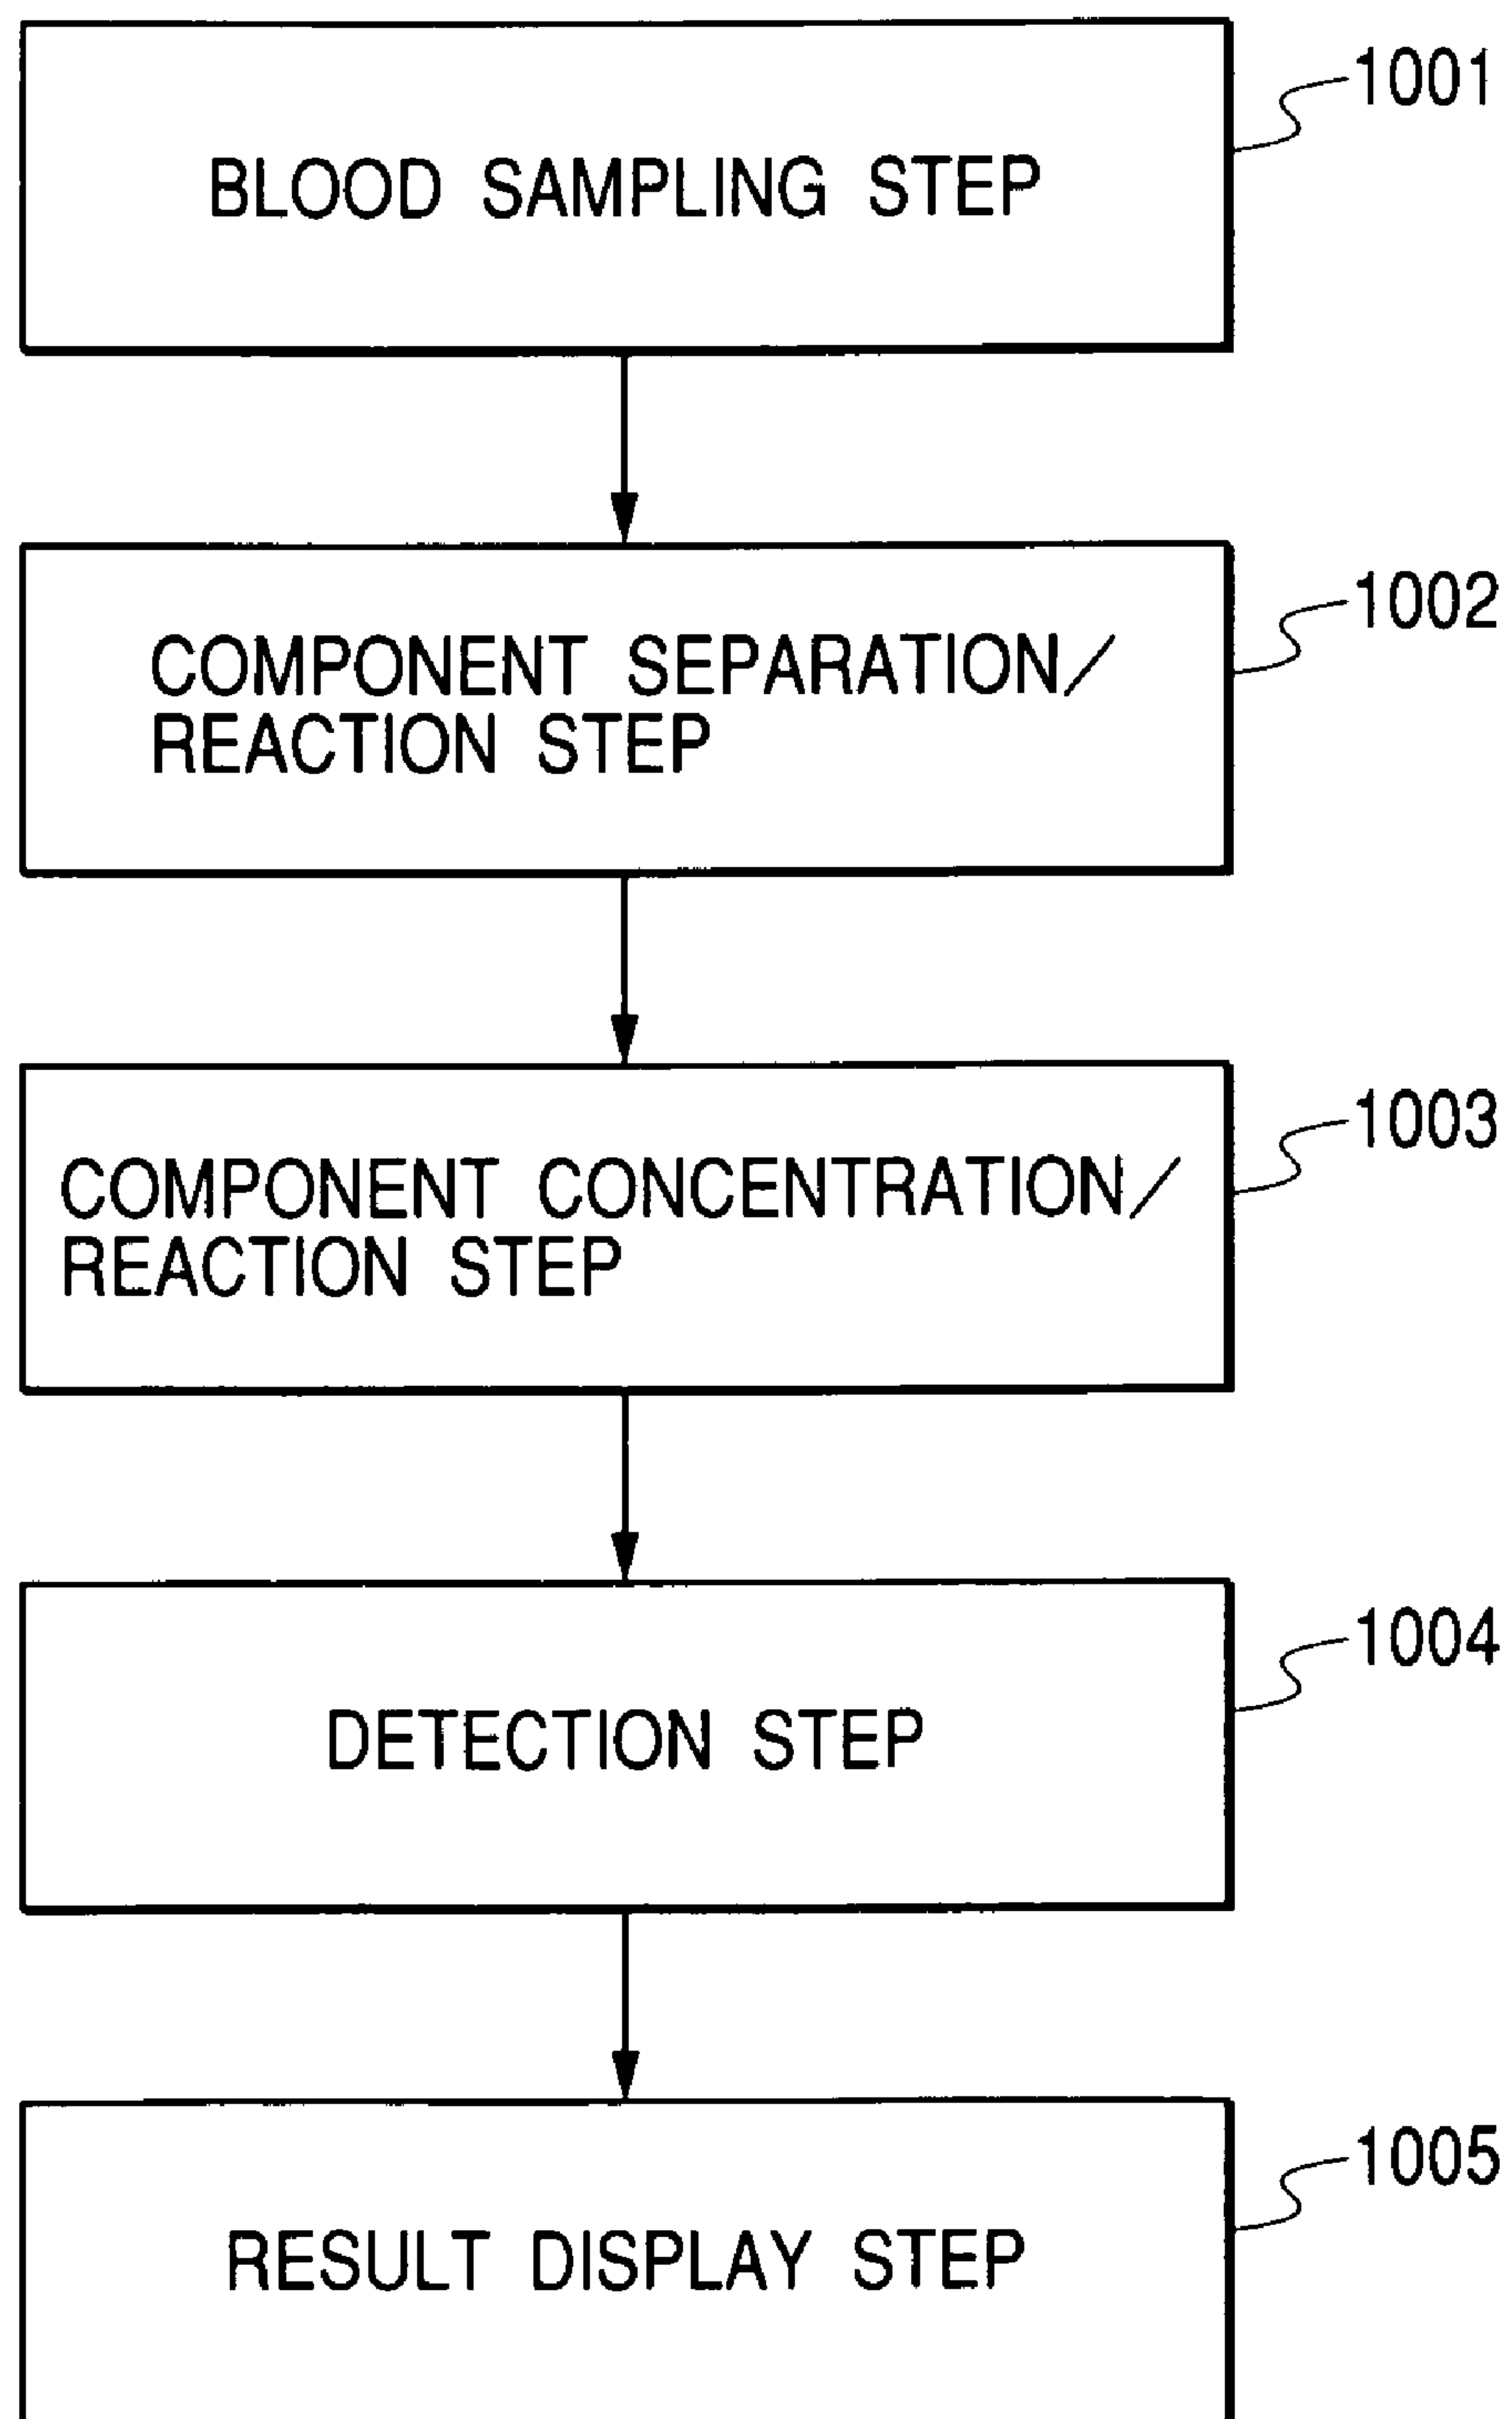 1001
BLOOD SAMPLING STEP
1002
COMPONENT SEPARATION/
REACTION STEP
1003
COMPONENT CONCENTRATION/
REACTION STEP
1004
DETECTION STEP
1005
RESULT DISPLAY STEP